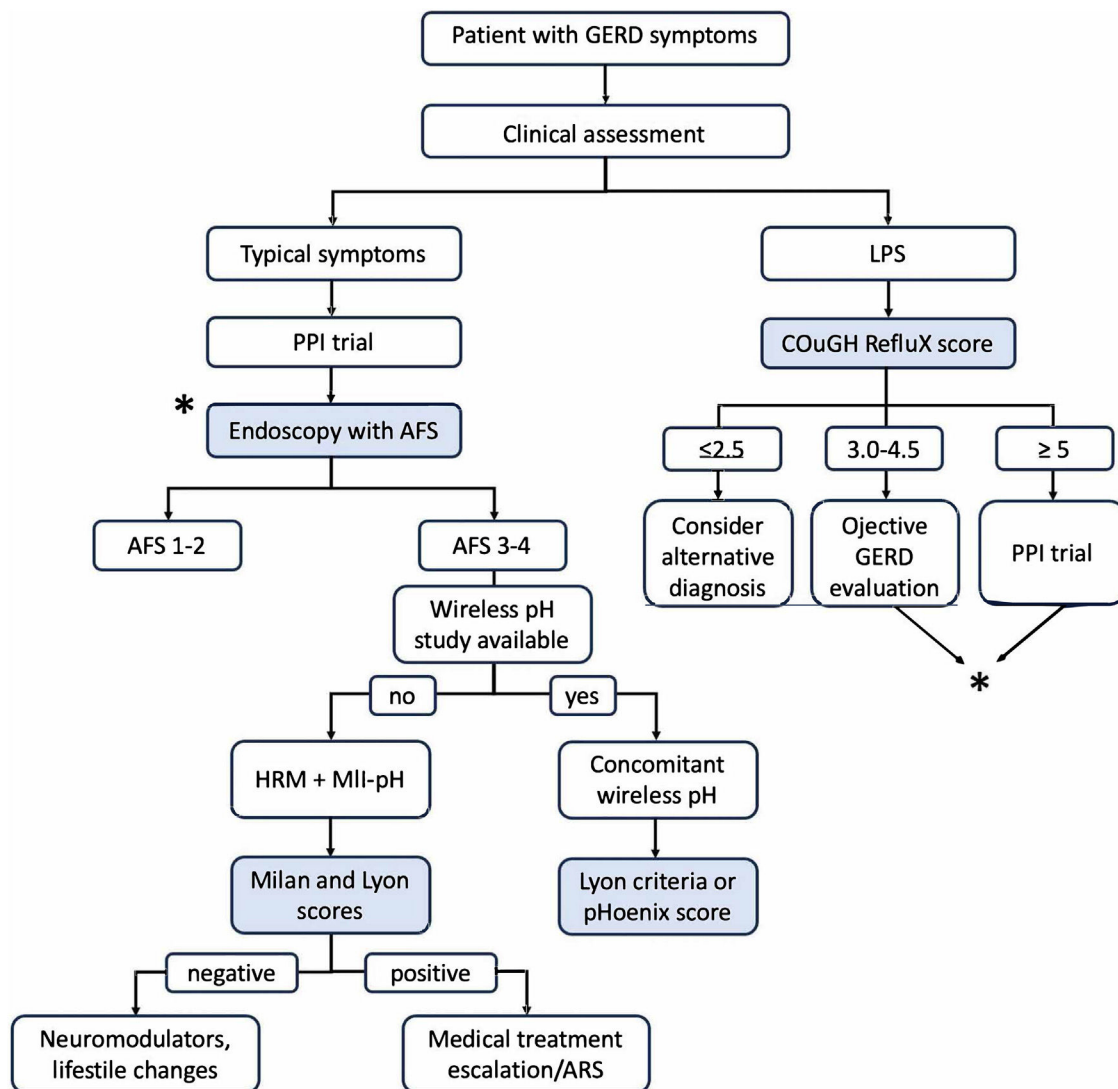 Patient with GERD symptoms
Clinical assessment
Typical symptoms
LPS
PPI trial
COuGH RefluX score
*
Endoscopy with AFS
≤2.5
3.0-4.5
≥ 5
AFS 1-2
AFS 3-4
Consider
alternative
diagnosis
Ojective
GERD
evaluation
PPI trial
Wireless pH
study available
*
no
yes
HRM + MII-pH
Concomitant
wireless pH
Milan and Lyon
scores
Lyon criteria or
pHoenix score
negative
positive
Neuromodulators,
lifestile changes
Medical treatment
escalation/ARS